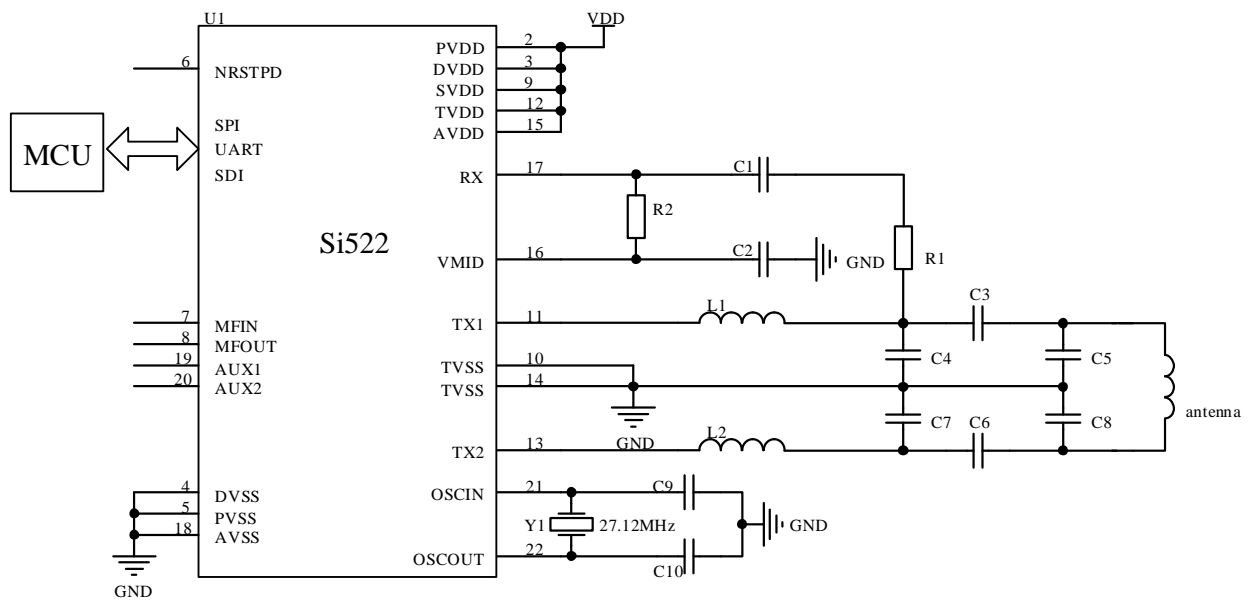 U1
VDD
PVDD 2
6 NRSTPD
DVDD 3
SVDD 9
TVDD 12
AVDD 15
SPI
MCU
UART
SDI
RX 17
C1
R2
Si522
VMID 16
C2
GND
R1
7 MFIN
8 MFOUT
19 AUX1
20 AUX2
TX1 11
L1
C3
TVSS 10
TVSS 14
C4
C5
antenna
GND
C7
C6
C8
TX2 13
L2
4 DVSS
5 PVSS
18 AVSS
GND
OSCIN 21
C9
Y1
27.12MHz
GND
OSCOUT 22
C10